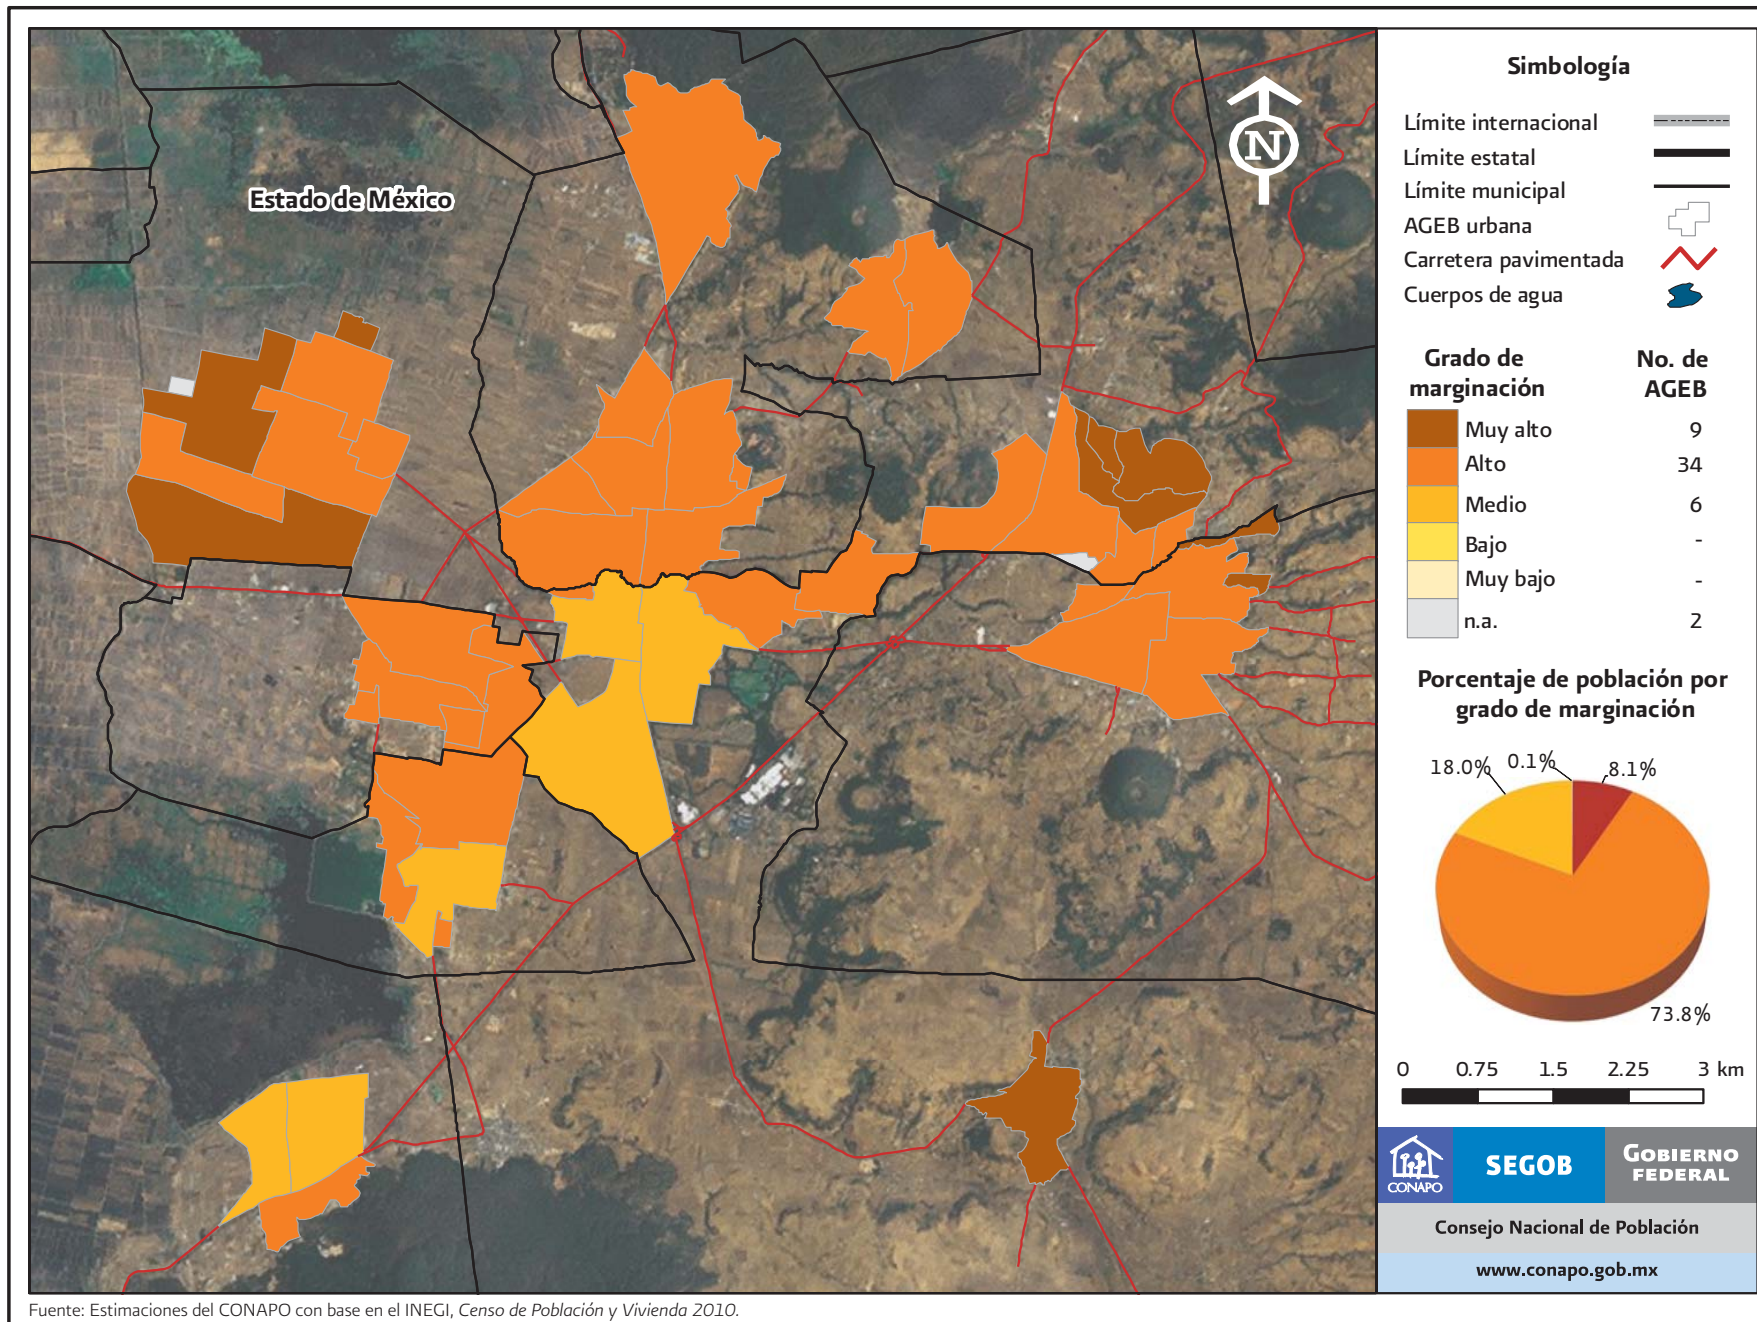 Estado de México
N
Simbología
Límite internacional
Límite estatal
Límite municipal
AGEB urbana
Carretera pavimentada
Cuerpos de agua
Grado de marginación
No. de AGEB
Muy alto 9
Alto 34
Medio 6
Bajo -
Muy bajo -
n.a. 2
Porcentaje de población por
grado de marginación
18.0% 0.1% 8.1%
73.8%
0 0.75 1.5 2.25 3 km
CONAPO
SEGOB
GOBIERNO
FEDERAL
Consejo Nacional de Población
www.conapo.gob.mx
Fuente: Estimaciones del CONAPO con base en el INEGI, Censo de Población y Vivienda 2010.